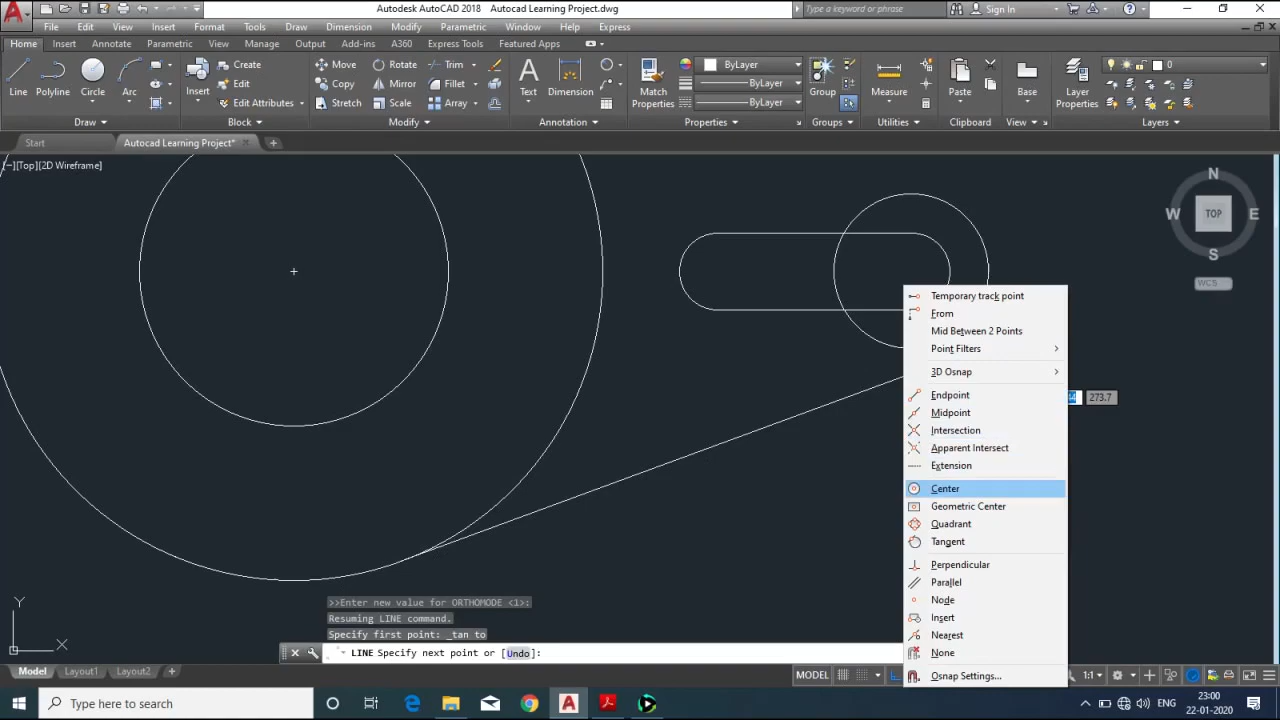 Autodesk AutoCAD 2018   Autocad Learning Project.dwg
Type a keyword or phrase
Sign In
File Edit View Insert Format Tools Draw Dimension Modify Parametric Window Help Express
Home Insert Annotate Parametric View Manage Output Add-ins A360 Express Tools Featured Apps
Line
Polyline
Circle
Arc
Draw
Insert
Create
Edit
Edit Attributes
Block
Move
Rotate
Trim
Copy
Mirror
Fillet
Stretch
Scale
Array
Modify
Text
Dimension
Annotation
Match
Properties
ByLayer
ByLayer
ByLayer
Properties
Group
Groups
Measure
Utilities
Paste
Clipboard
Base
View
Layer
Properties
0
Layers
Start
Autocad Learning Project*
[−][Top][2D Wireframe]
N
W TOP E
S
WCS
Temporary track point
From
Mid Between 2 Points
Point Filters
3D Osnap
Endpoint
Midpoint
Intersection
Apparent Intersect
Extension
Center
Geometric Center
Quadrant
Tangent
Perpendicular
Parallel
Node
Insert
Nearest
None
Osnap Settings...
273.7
Y
X
>>Enter new value for ORTHOMODE <1>:
Resuming LINE command.
Specify first point: _tan to
LINE Specify next point or [Undo]:
Model Layout1 Layout2
MODEL
1:1
Type here to search
ENG
23:00
22-01-2020